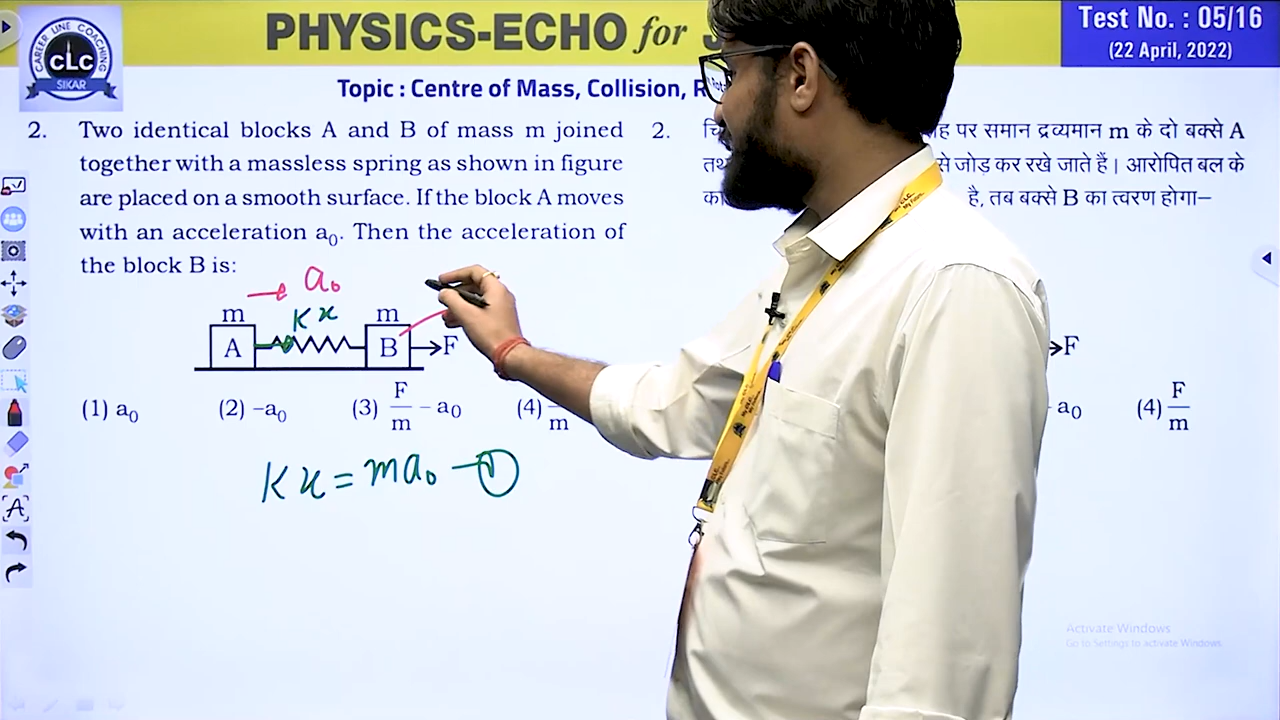 CAREER LINE COACHING
CLC
SIKAR
PHYSICS-ECHO for J
Test No. : 05/16
(22 April, 2022)
Topic : Centre of Mass, Collision, R
2. Two identical blocks A and B of mass m joined
together with a massless spring as shown in figure
are placed on a smooth surface. If the block A moves
with an acceleration a₀. Then the acceleration of
the block B is:
a₀
m K x m
A B F
(1) a₀ (2) –a₀ (3) F/m – a₀ (4) /m
K x = ma₀ – ①
2. पर समान द्रव्यमान m के दो बक्से A
से जोड़ कर रखे जाते हैं। आरोपित बल के
है, तब बक्से B का त्वरण होगा–
F
a₀ (4) F/m
Activate Windows
Go to Settings to activate Windows.